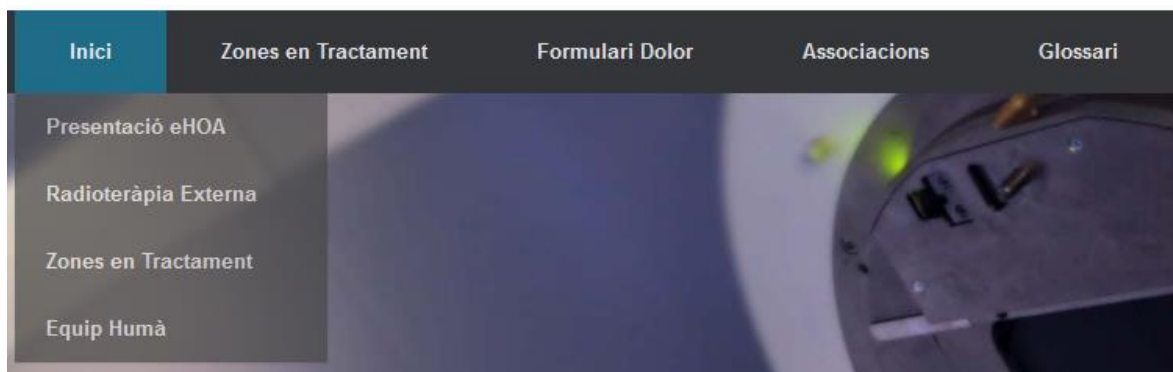 Inici Zones en Tractament Formulari Dolor Associacions Glossari
Presentació eHOA
Radioteràpia Externa
Zones en Tractament
Equip Humà